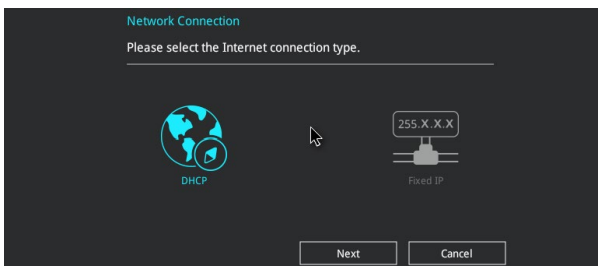 Network Connection
Please select the Internet connection type.
255.X.X.X
DHCP
Fixed IP
Next
Cancel